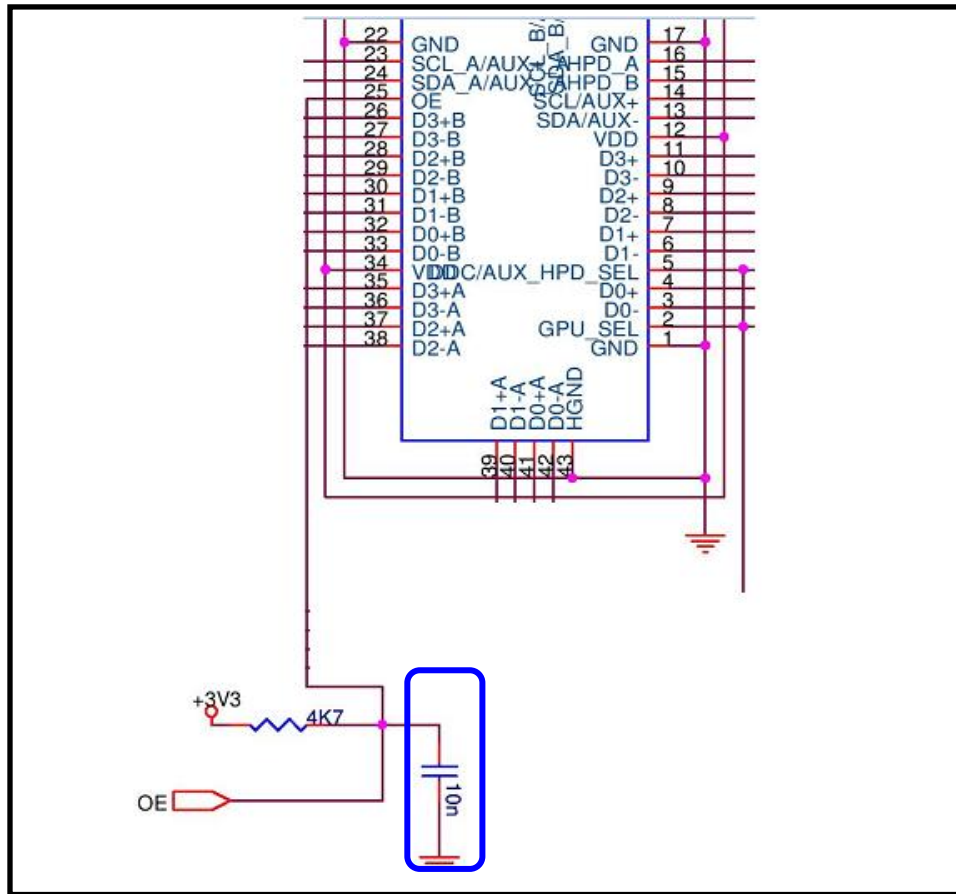 22 GND
23 SCL_A/AUX+_A
24 SDA_A/AUX-_A
25 OE
26 D3+B
27 D3-B
28 D2+B
29 D2-B
30 D1+B
31 D1-B
32 D0+B
33 D0-B
34 VDD
35 D3+A
36 D3-A
37 D2+A
38 D2-A
SCL_B/
SDA_B/
GND 17
HPD_A 16
HPD_B 15
SCL/AUX+ 14
SDA/AUX- 13
VDD 12
D3+ 11
D3- 10
D2+ 9
D2- 8
D1+ 7
D1- 6
DDC/AUX_HPD_SEL 5
D0+ 4
D0- 3
GPU_SEL 2
GND 1
D1+A 39
D1-A 40
D0+A 41
D0-A 42
HGND 43
+3V3
4K7
10n
OE